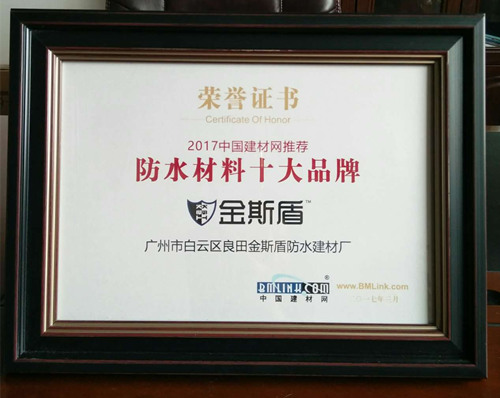 荣誉证书
Certificate Of Honor
2017中国建材网推荐
防水材料十大品牌
金斯盾™
广州市白云区良田金斯盾防水建材厂
BMLINK.COM®
中国建材网
www.BMLink.com